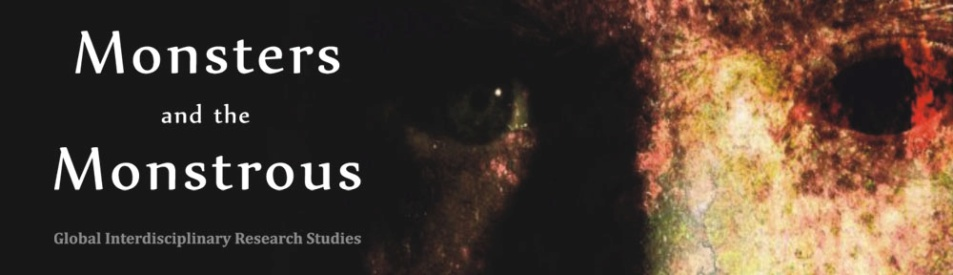 Monsters
and the
Monstrous
Global Interdisciplinary Research Studies